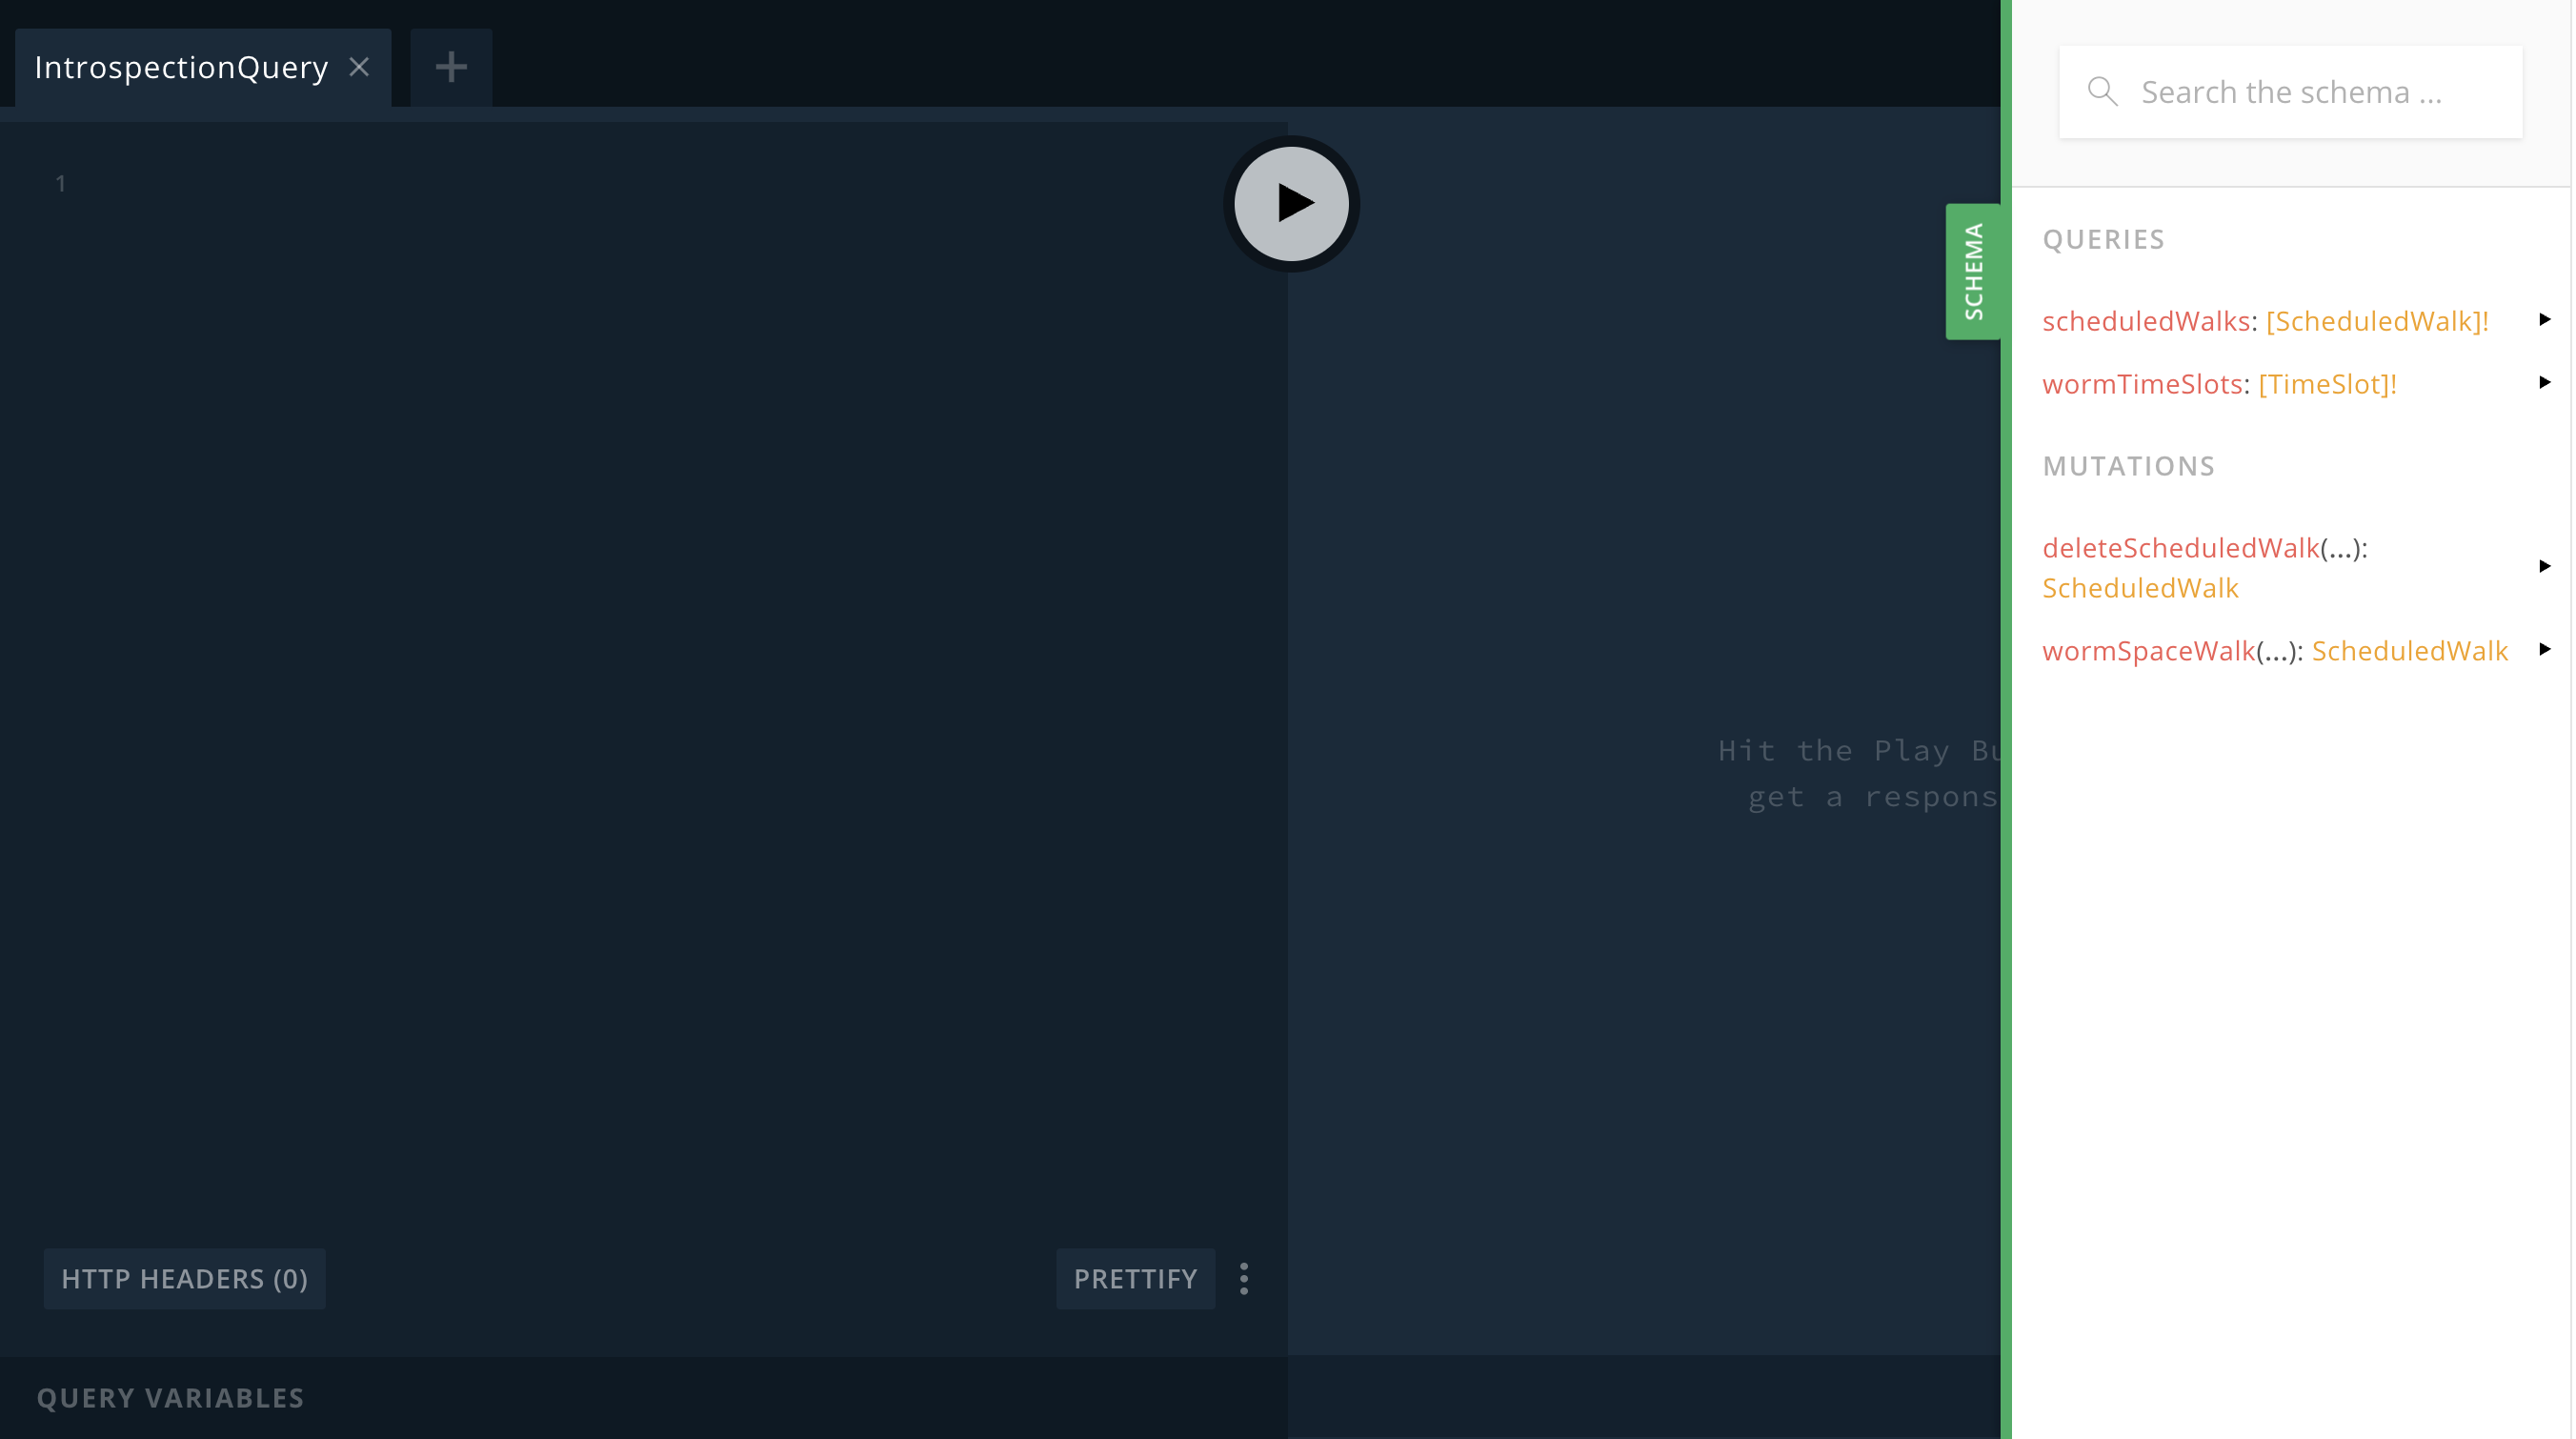 IntrospectionQuery
1
Hit the Play Bu
get a respons
HTTP HEADERS (0)
PRETTIFY
QUERY VARIABLES
SCHEMA
Search the schema ...
QUERIES
scheduledWalks: [ScheduledWalk]!
wormTimeSlots: [TimeSlot]!
MUTATIONS
deleteScheduledWalk(...):
ScheduledWalk
wormSpaceWalk(...): ScheduledWalk